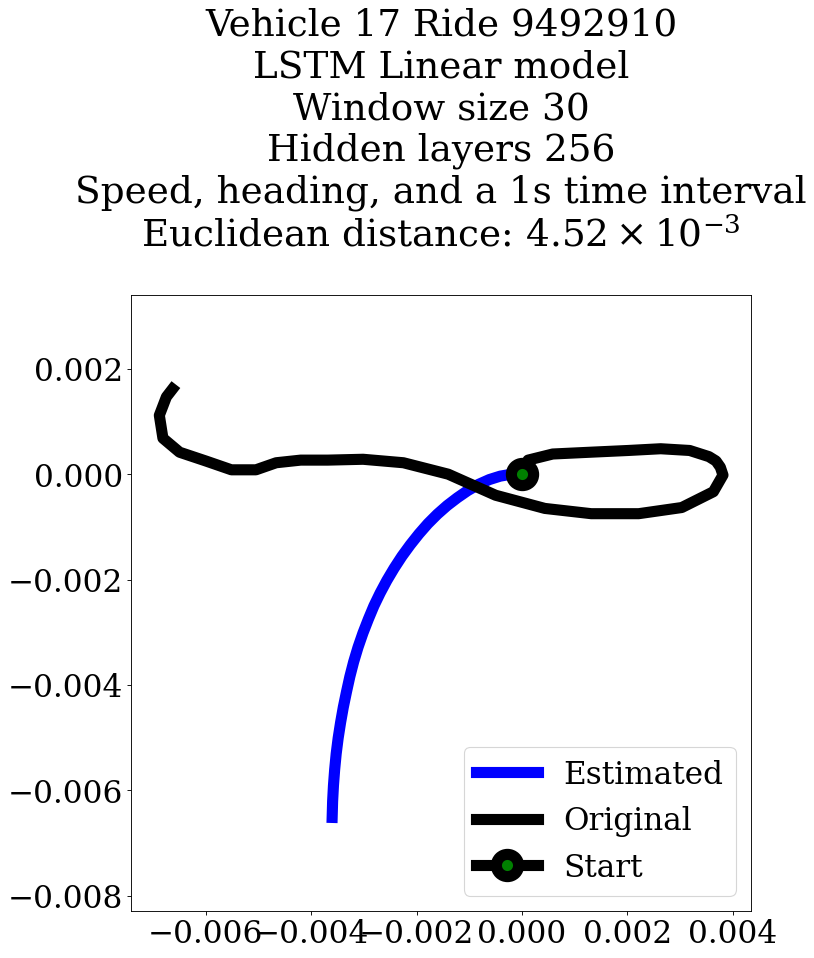 Vehicle 17 Ride 9492910
LSTM Linear model
Window size 30
Hidden layers 256
Speed, heading, and a 1s time interval
Euclidean distance: 4.52 × 10⁻³
0.002
0.000
−0.002
−0.004
−0.006
−0.008
Estimated
Original
Start
−0.006 −0.004 −0.002 0.000 0.002 0.004